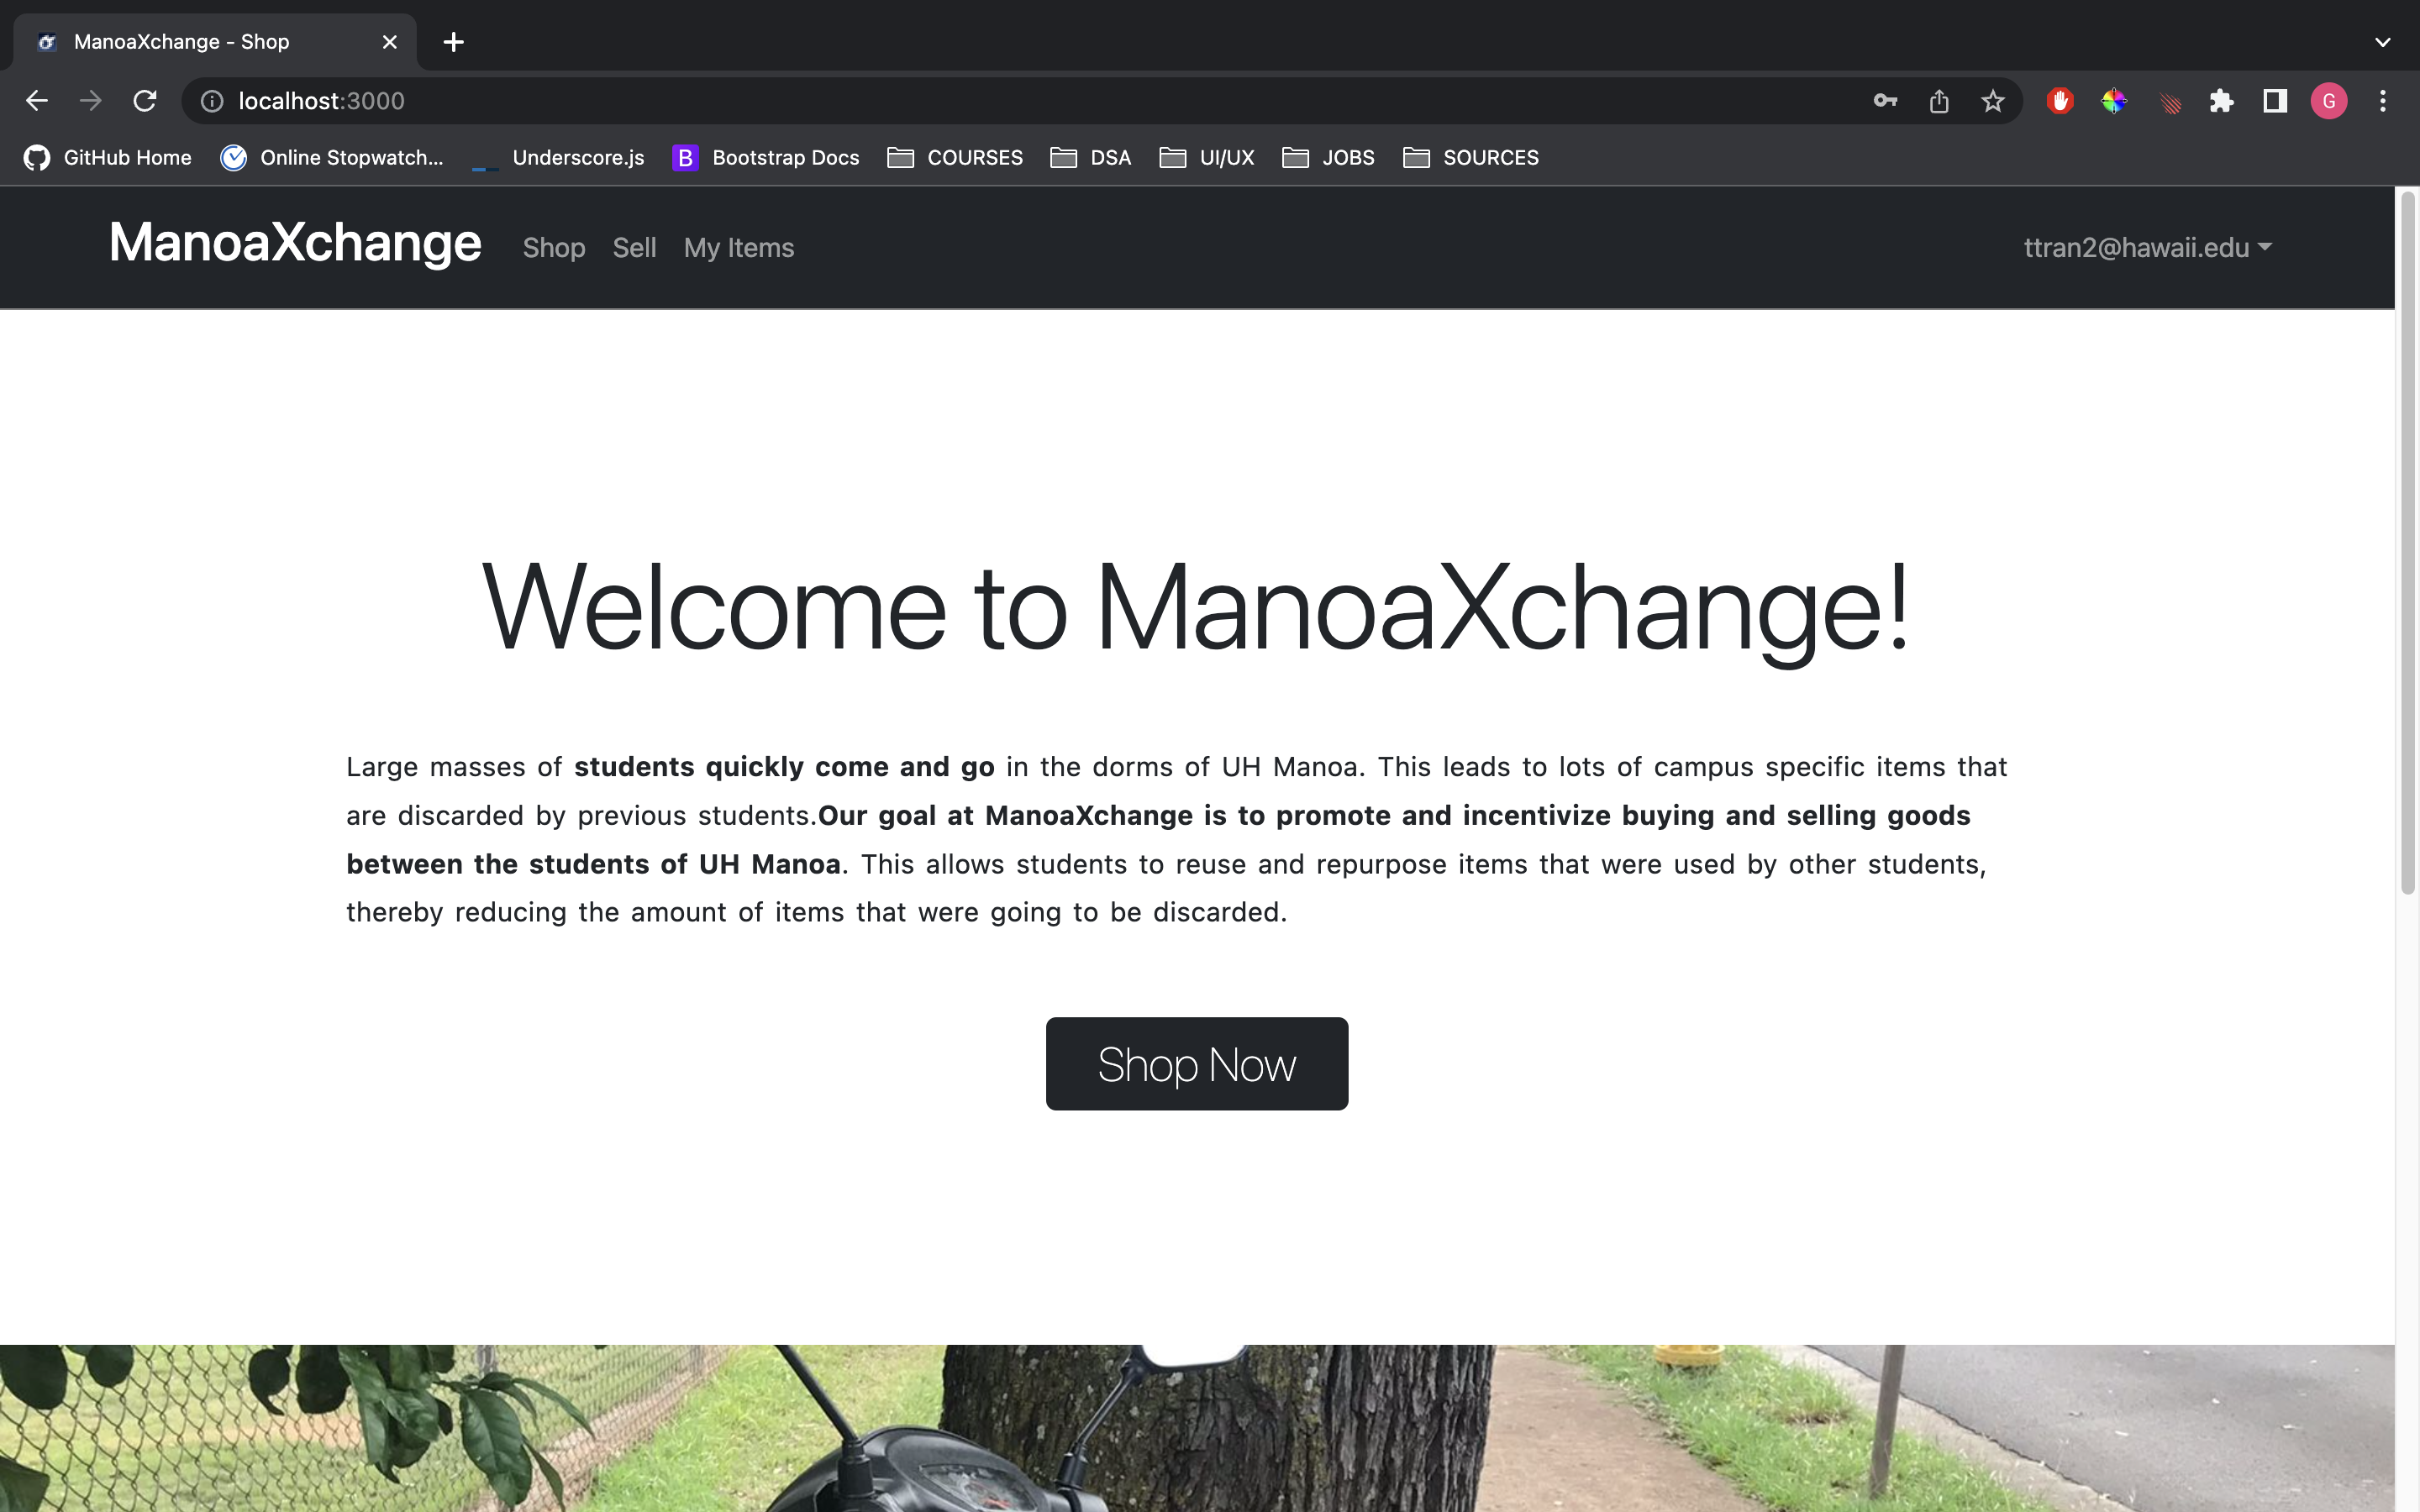 ManoaXchange - Shop
localhost:3000
GitHub Home Online Stopwatch... Underscore.js B Bootstrap Docs COURSES DSA UI/UX JOBS SOURCES
G
ManoaXchange Shop Sell My Items ttran2@hawaii.edu
Welcome to ManoaXchange!
Large masses of students quickly come and go in the dorms of UH Manoa. This leads to lots of campus specific items that
are discarded by previous students.Our goal at ManoaXchange is to promote and incentivize buying and selling goods
between the students of UH Manoa. This allows students to reuse and repurpose items that were used by other students,
thereby reducing the amount of items that were going to be discarded.
Shop Now